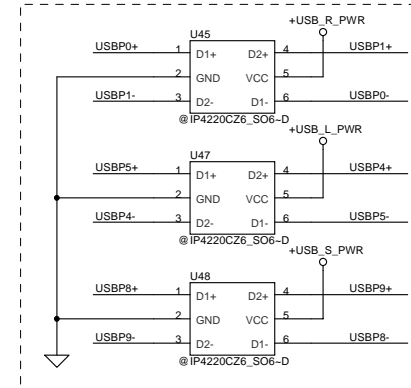 U45
+USB_R_PWR
USBP0+ 1 D1+ D2+ 4 USBP1+
2 GND VCC 5
USBP1- 3 D2- D1- 6 USBP0-
@IP4220CZ6_SO6~D
U47
+USB_L_PWR
USBP5+ 1 D1+ D2+ 4 USBP4+
2 GND VCC 5
USBP4- 3 D2- D1- 6 USBP5-
@IP4220CZ6_SO6~D
U48
+USB_S_PWR
USBP8+ 1 D1+ D2+ 4 USBP9+
2 GND VCC 5
USBP9- 3 D2- D1- 6 USBP8-
@IP4220CZ6_SO6~D